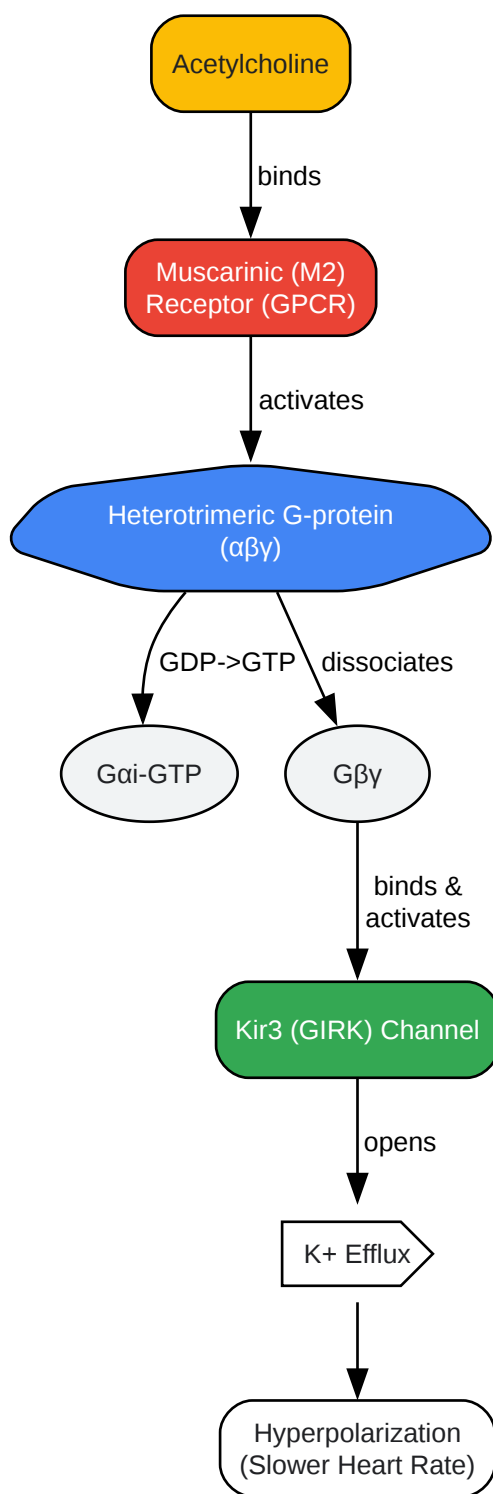 Acetylcholine
binds
Muscarinic (M2)
Receptor (GPCR)
activates
Heterotrimeric G-protein
(αβγ)
GDP->GTP
dissociates
Gαi-GTP
Gβγ
binds &
activates
Kir3 (GIRK) Channel
opens
K+ Efflux
Hyperpolarization
(Slower Heart Rate)